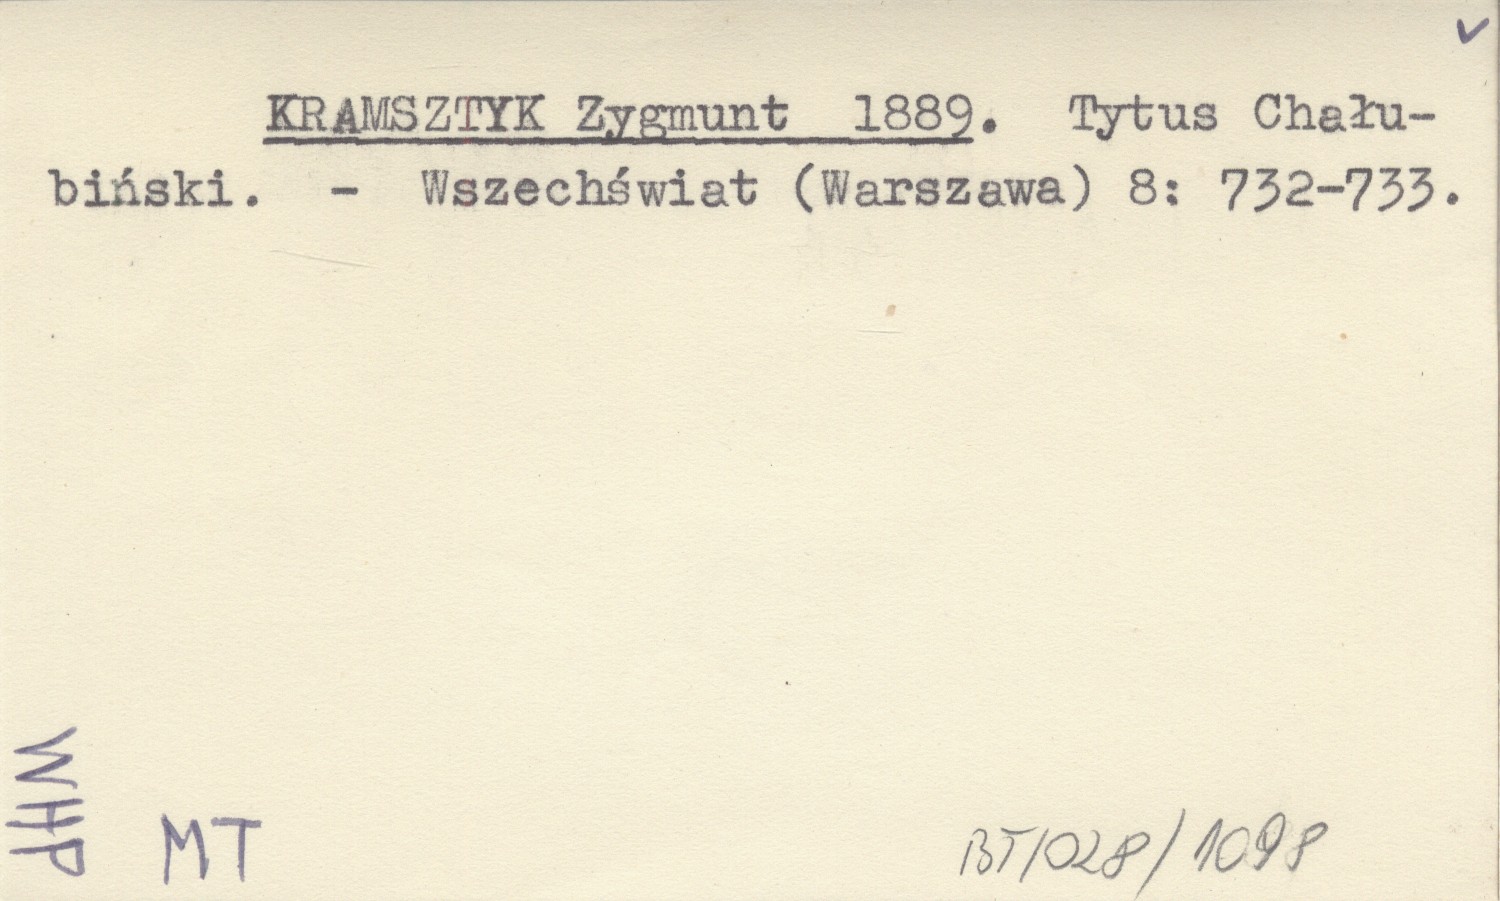 ✓
KRAMSZTYK Zygmunt 1889. Tytus Chału-
biński. - Wszechświat (Warszawa) 8: 732-733.
WHP
MT
BT/028/1098